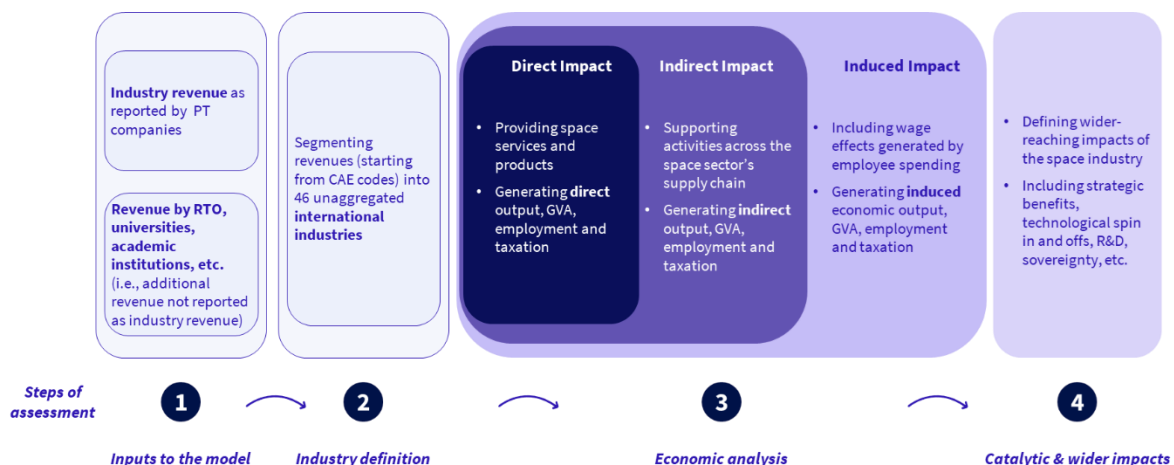 Industry revenue as
reported by PT
companies
Revenue by RTO,
universities,
academic
institutions, etc.
(i.e., additional
revenue not reported
as industry revenue)
Segmenting
revenues (starting
from CAE codes) into
46 unaggregated
international
industries
Direct Impact
• Providing space
services and
products
• Generating direct
output, GVA,
employment and
taxation
Indirect Impact
• Supporting
activities across the
space sector's
supply chain
• Generating indirect
output, GVA,
employment and
taxation
Induced Impact
• Including wage
effects generated by
employee spending
• Generating induced
economic output,
GVA, employment
and taxation
• Defining wider-
reaching impacts of
the space industry
• Including strategic
benefits,
technological spin
in and offs, R&D,
sovereignty, etc.
Steps of
assessment
1
2
3
4
Inputs to the model
Industry definition
Economic analysis
Catalytic & wider impacts